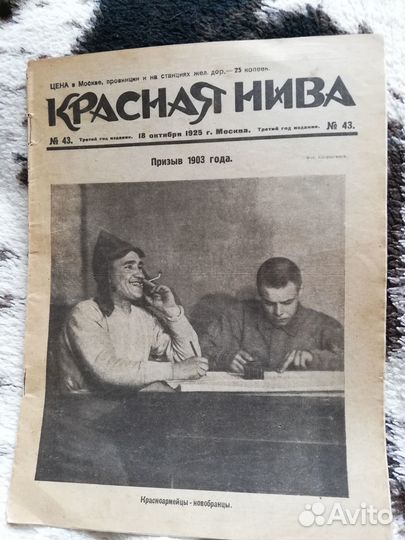 ЦЕНА в Москве, провинции и на станциях жел. дор.— 25 копеек.
КРАСНАЯ НИВА
№ 43. Третий год издания. 18 октября 1925 г. Москва. Третий год издания. № 43.
Призыв 1903 года.
Красноармейцы - новобранцы.
Avito